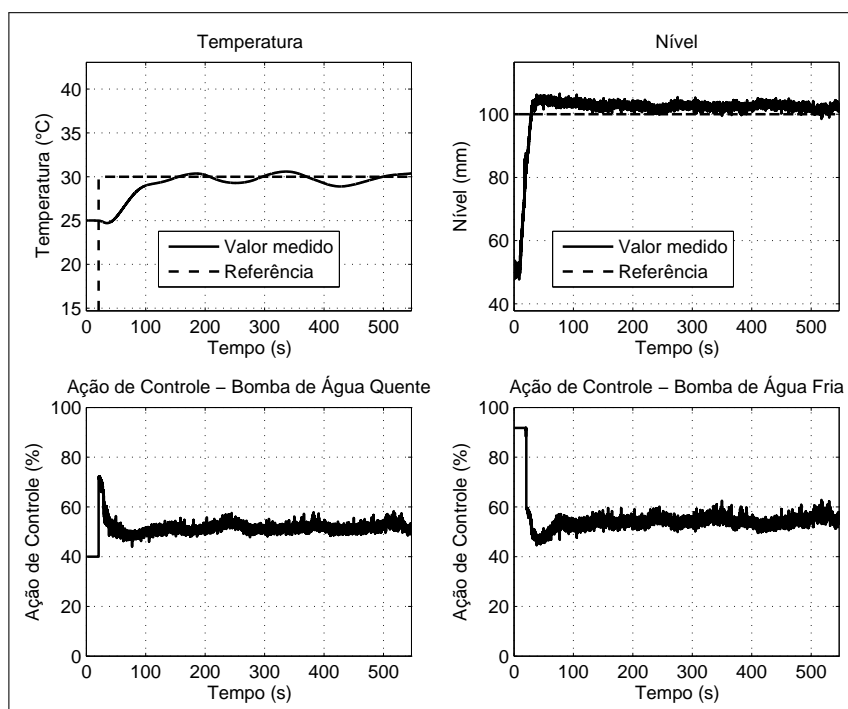 Temperatura
Temperatura (°C)
40
35
30
25
20
15
0
100
200
300
400
500
Tempo (s)
Valor medido
Referência
Nível
Nível (mm)
100
80
60
40
0
100
200
300
400
500
Tempo (s)
Valor medido
Referência
Ação de Controle – Bomba de Água Quente
Ação de Controle (%)
100
80
60
40
20
0
0
100
200
300
400
500
Tempo (s)
Ação de Controle – Bomba de Água Fria
Ação de Controle (%)
100
80
60
40
20
0
0
100
200
300
400
500
Tempo (s)